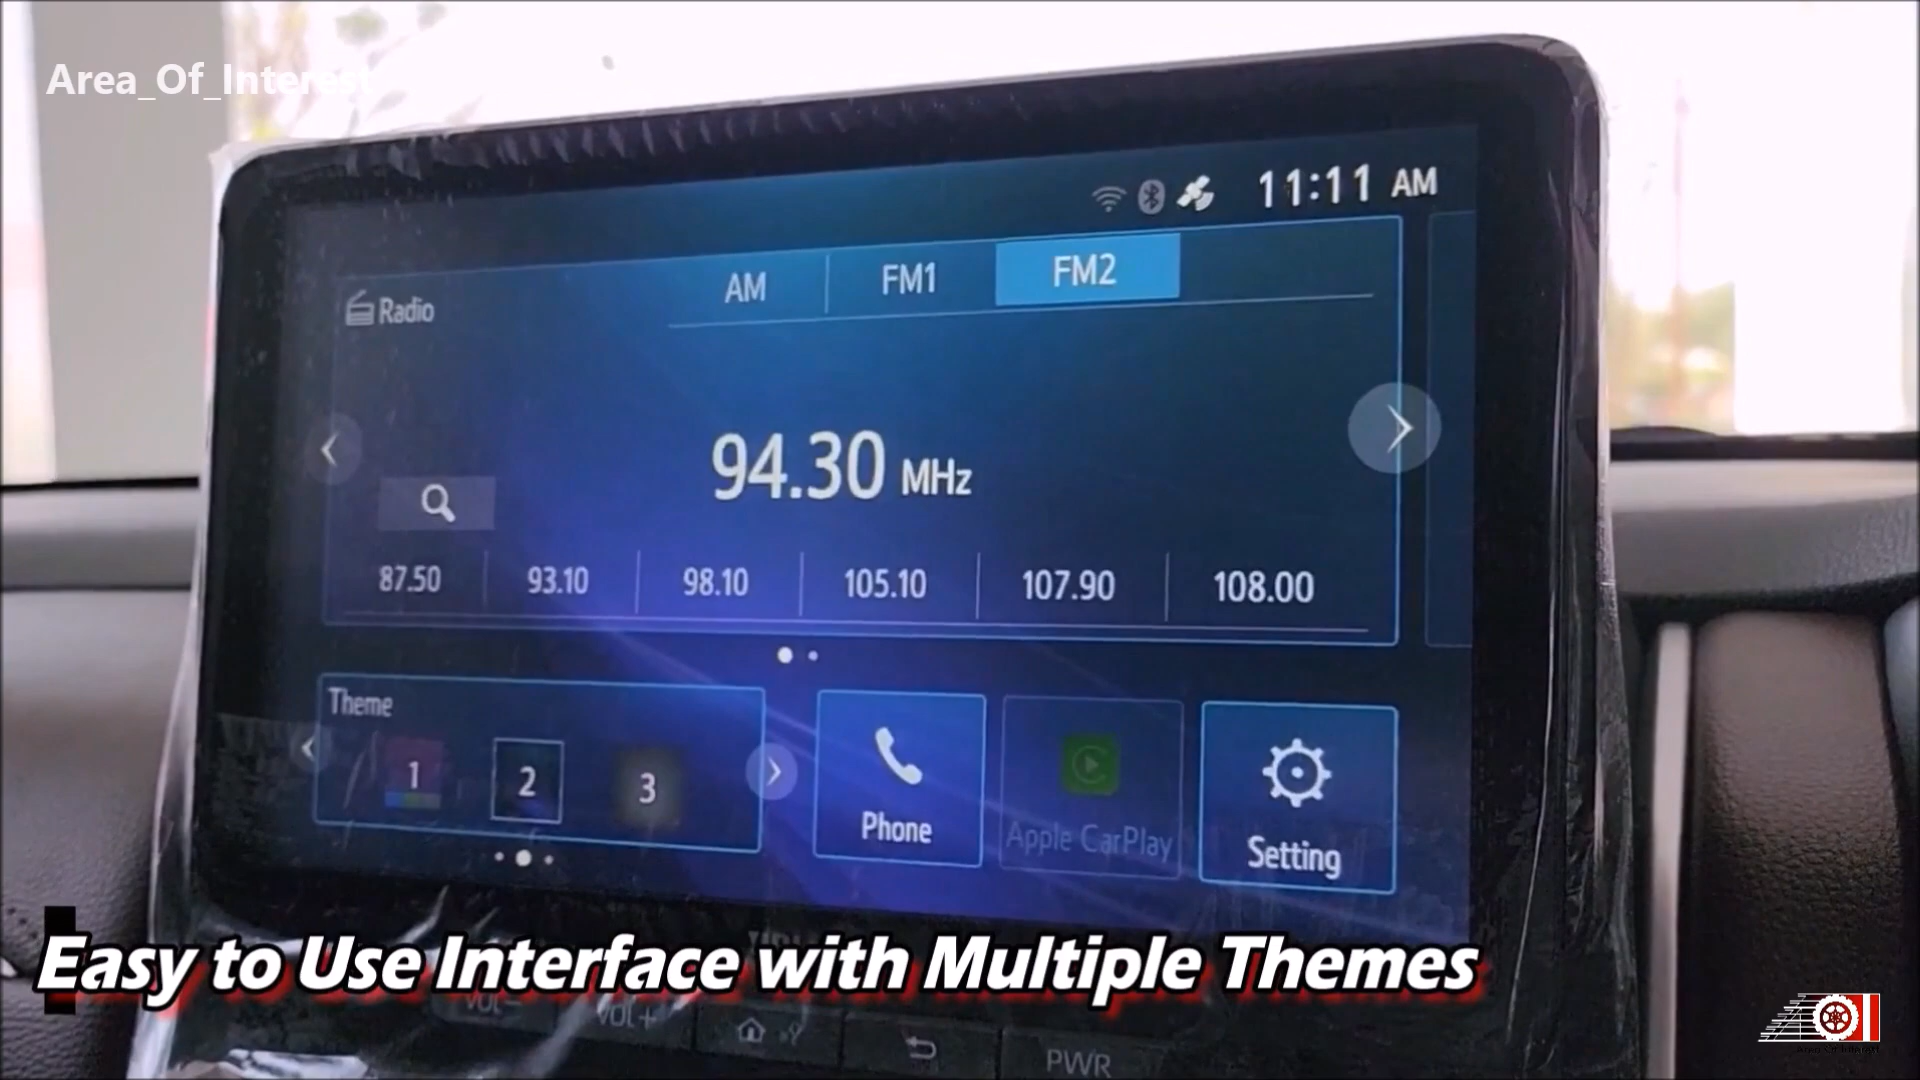 Area_Of_Interest
11:11 AM
Radio
AM FM1 FM2
94.30 MHz
87.50 93.10 98.10 105.10 107.90 108.00
Theme
1 2 3
Phone
Apple CarPlay
Setting
Easy to Use Interface with Multiple Themes
VOL- VOL+ PWR